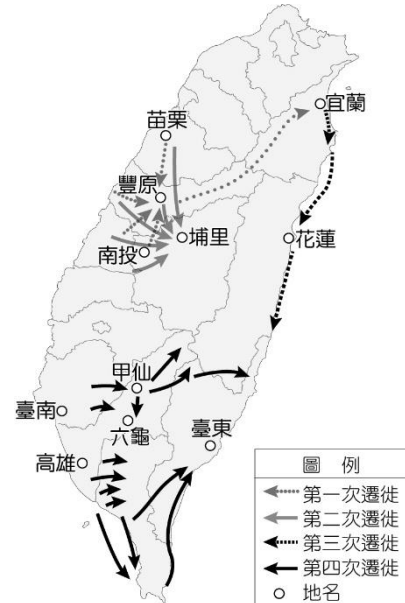 宜蘭
苗栗
豐原
埔里
花蓮
南投
甲仙
臺南
六龜
臺東
高雄
圖例
第一次遷徙
第二次遷徙
第三次遷徙
第四次遷徙
地名